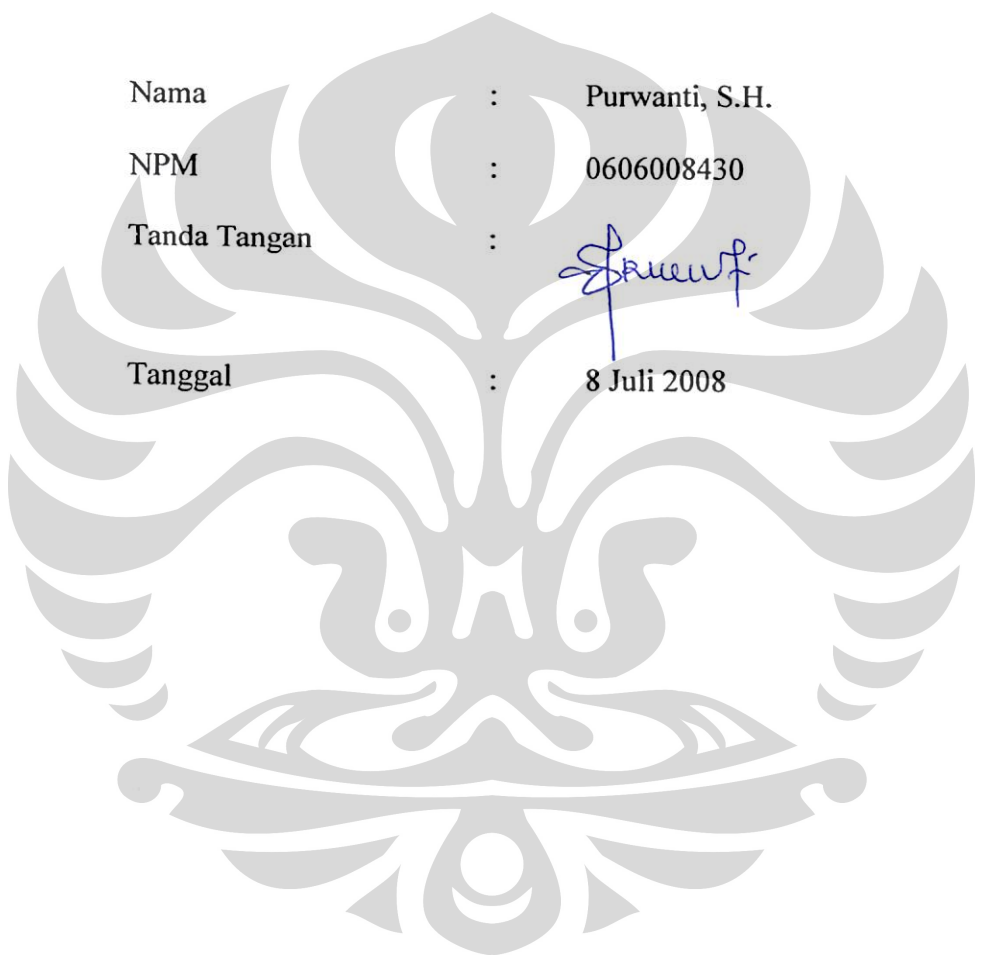 Nama : Purwanti, S.H.
NPM : 0606008430
Tanda Tangan :
Tanggal : 8 Juli 2008